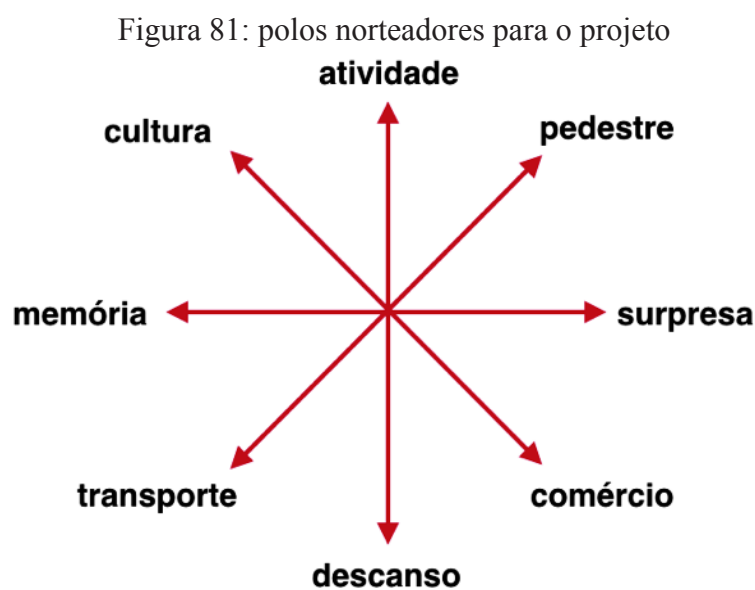 Figura 81: polos norteadores para o projeto
atividade
cultura
pedestre
memória
surpresa
transporte
comércio
descanso